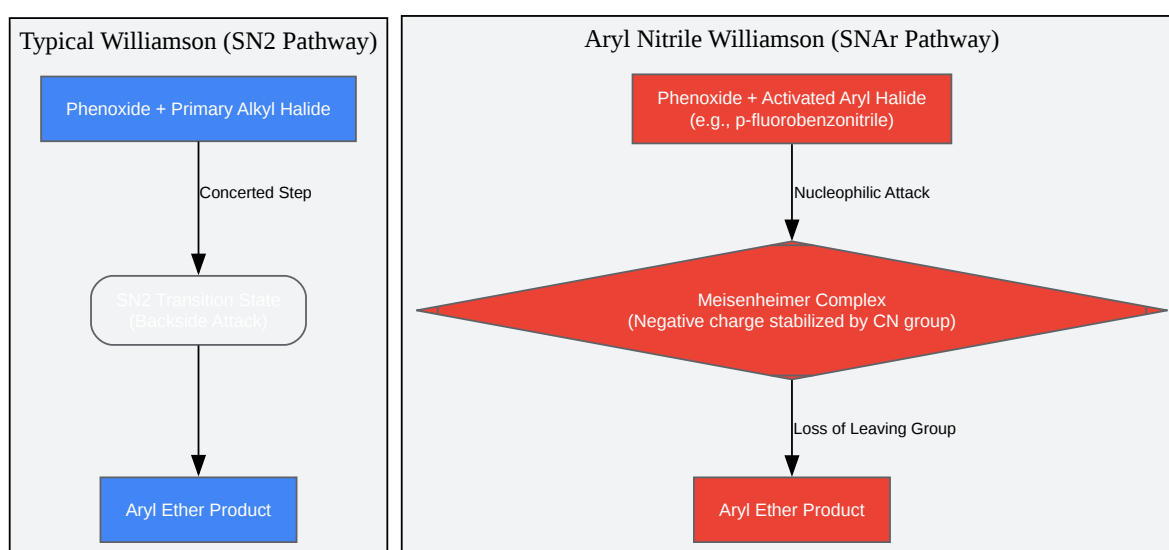 Typical Williamson (SN2 Pathway)
Phenoxide + Primary Alkyl Halide
Concerted Step
SN2 Transition State
(Backside Attack)
Aryl Ether Product
Aryl Nitrile Williamson (SNAr Pathway)
Phenoxide + Activated Aryl Halide
(e.g., p-fluorobenzonitrile)
Nucleophilic Attack
Meisenheimer Complex
(Negative charge stabilized by CN group)
Loss of Leaving Group
Aryl Ether Product